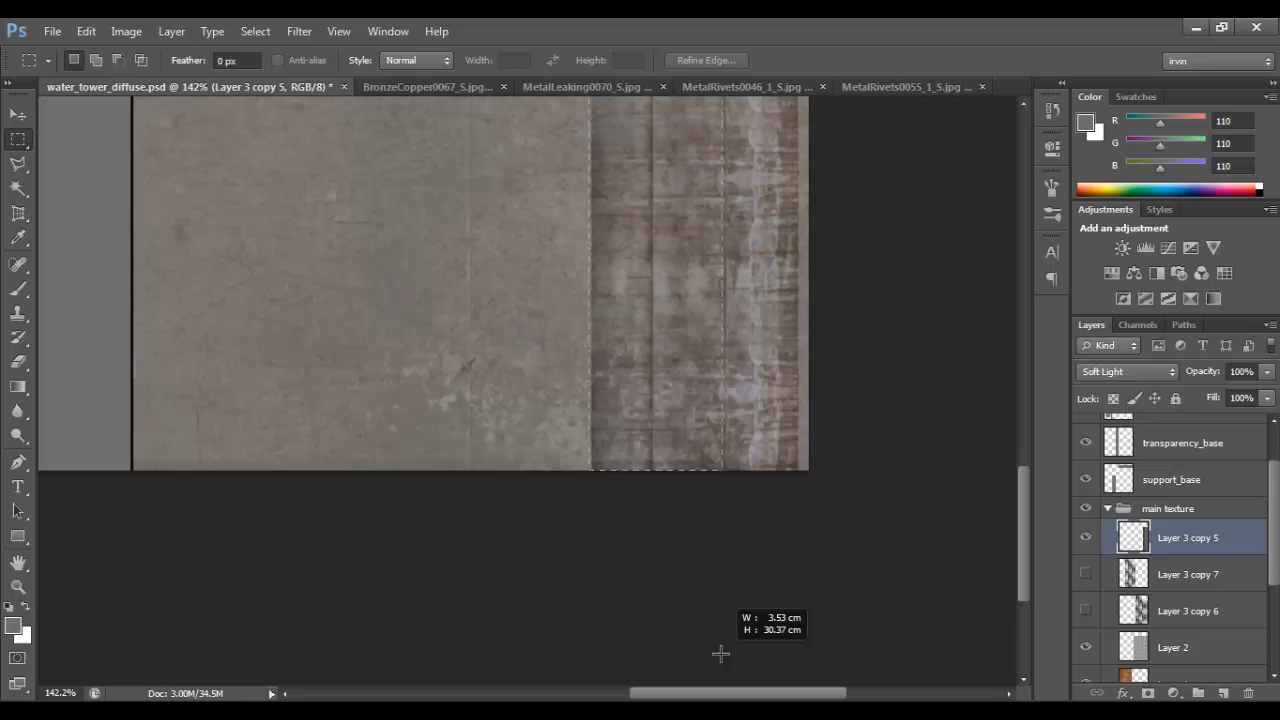 Ps File Edit Image Layer Type Select Filter View Window Help
Feather: 0 px Anti-alias Style: Normal Width: Height: Refine Edge... irvin
water_tower_diffuse.psd @ 142% (Layer 3 copy 5, RGB/8) * × BronzeCopper0067_S.jpg... × MetalLeaking0070_S.jpg ... × MetalRivets0046_1_S.jpg ... × MetalRivets0055_1_S.jpg ... ×
Color Swatches
R 110
G 110
B 110
Adjustments Styles
Add an adjustment
Layers Channels Paths
Kind
Soft Light Opacity: 100%
Lock: Fill: 100%
transparency_base
support_base
main texture
Layer 3 copy 5
Layer 3 copy 7
Layer 3 copy 6
Layer 2
W: 3.53 cm
H: 30.37 cm
142.2% Doc: 3.00M/34.5M